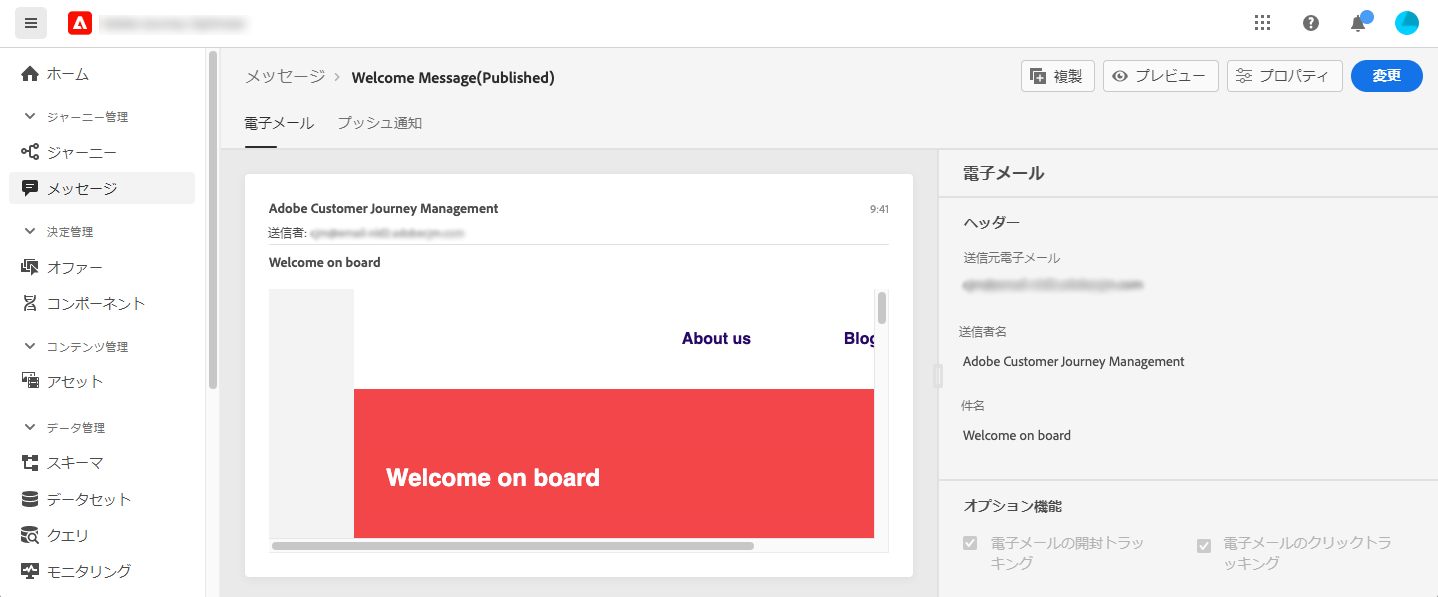 ホーム
ジャーニー管理
ジャーニー
メッセージ
決定管理
オファー
コンポーネント
コンテンツ管理
アセット
データ管理
スキーマ
データセット
クエリ
モニタリング
メッセージ > Welcome Message(Published)
複製
プレビュー
プロパティ
変更
電子メール
プッシュ通知
Adobe Customer Journey Management
9:41
送信者:
Welcome on board
About us
Blog
Welcome on board
電子メール
ヘッダー
送信元電子メール
送信者名
Adobe Customer Journey Management
件名
Welcome on board
オプション機能
電子メールの開封トラッ
キング
電子メールのクリックトラ
ッキング